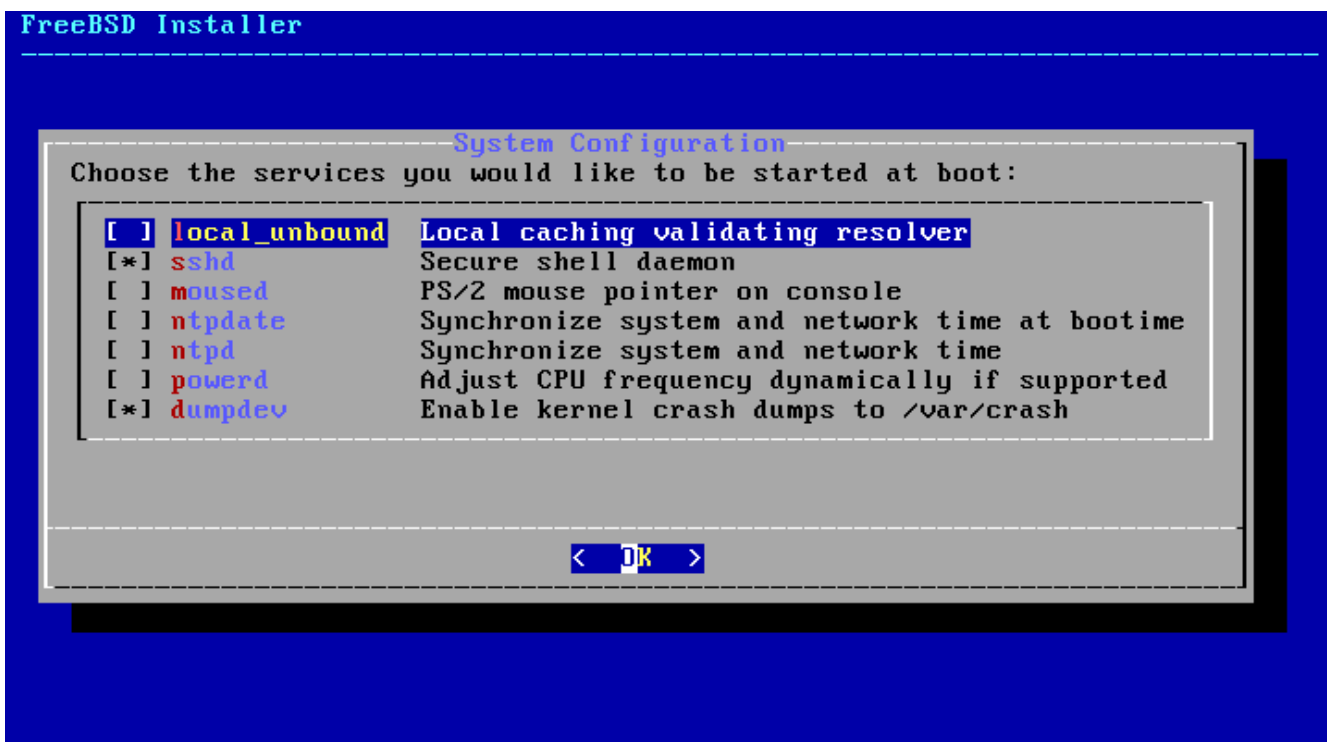 FreeBSD Installer
System Configuration
Choose the services you would like to be started at boot:
[ ] local_unbound Local caching validating resolver
[*] sshd Secure shell daemon
[ ] moused PS/2 mouse pointer on console
[ ] ntpdate Synchronize system and network time at bootime
[ ] ntpd Synchronize system and network time
[ ] powerd Adjust CPU frequency dynamically if supported
[*] dumpdev Enable kernel crash dumps to /var/crash
< OK >